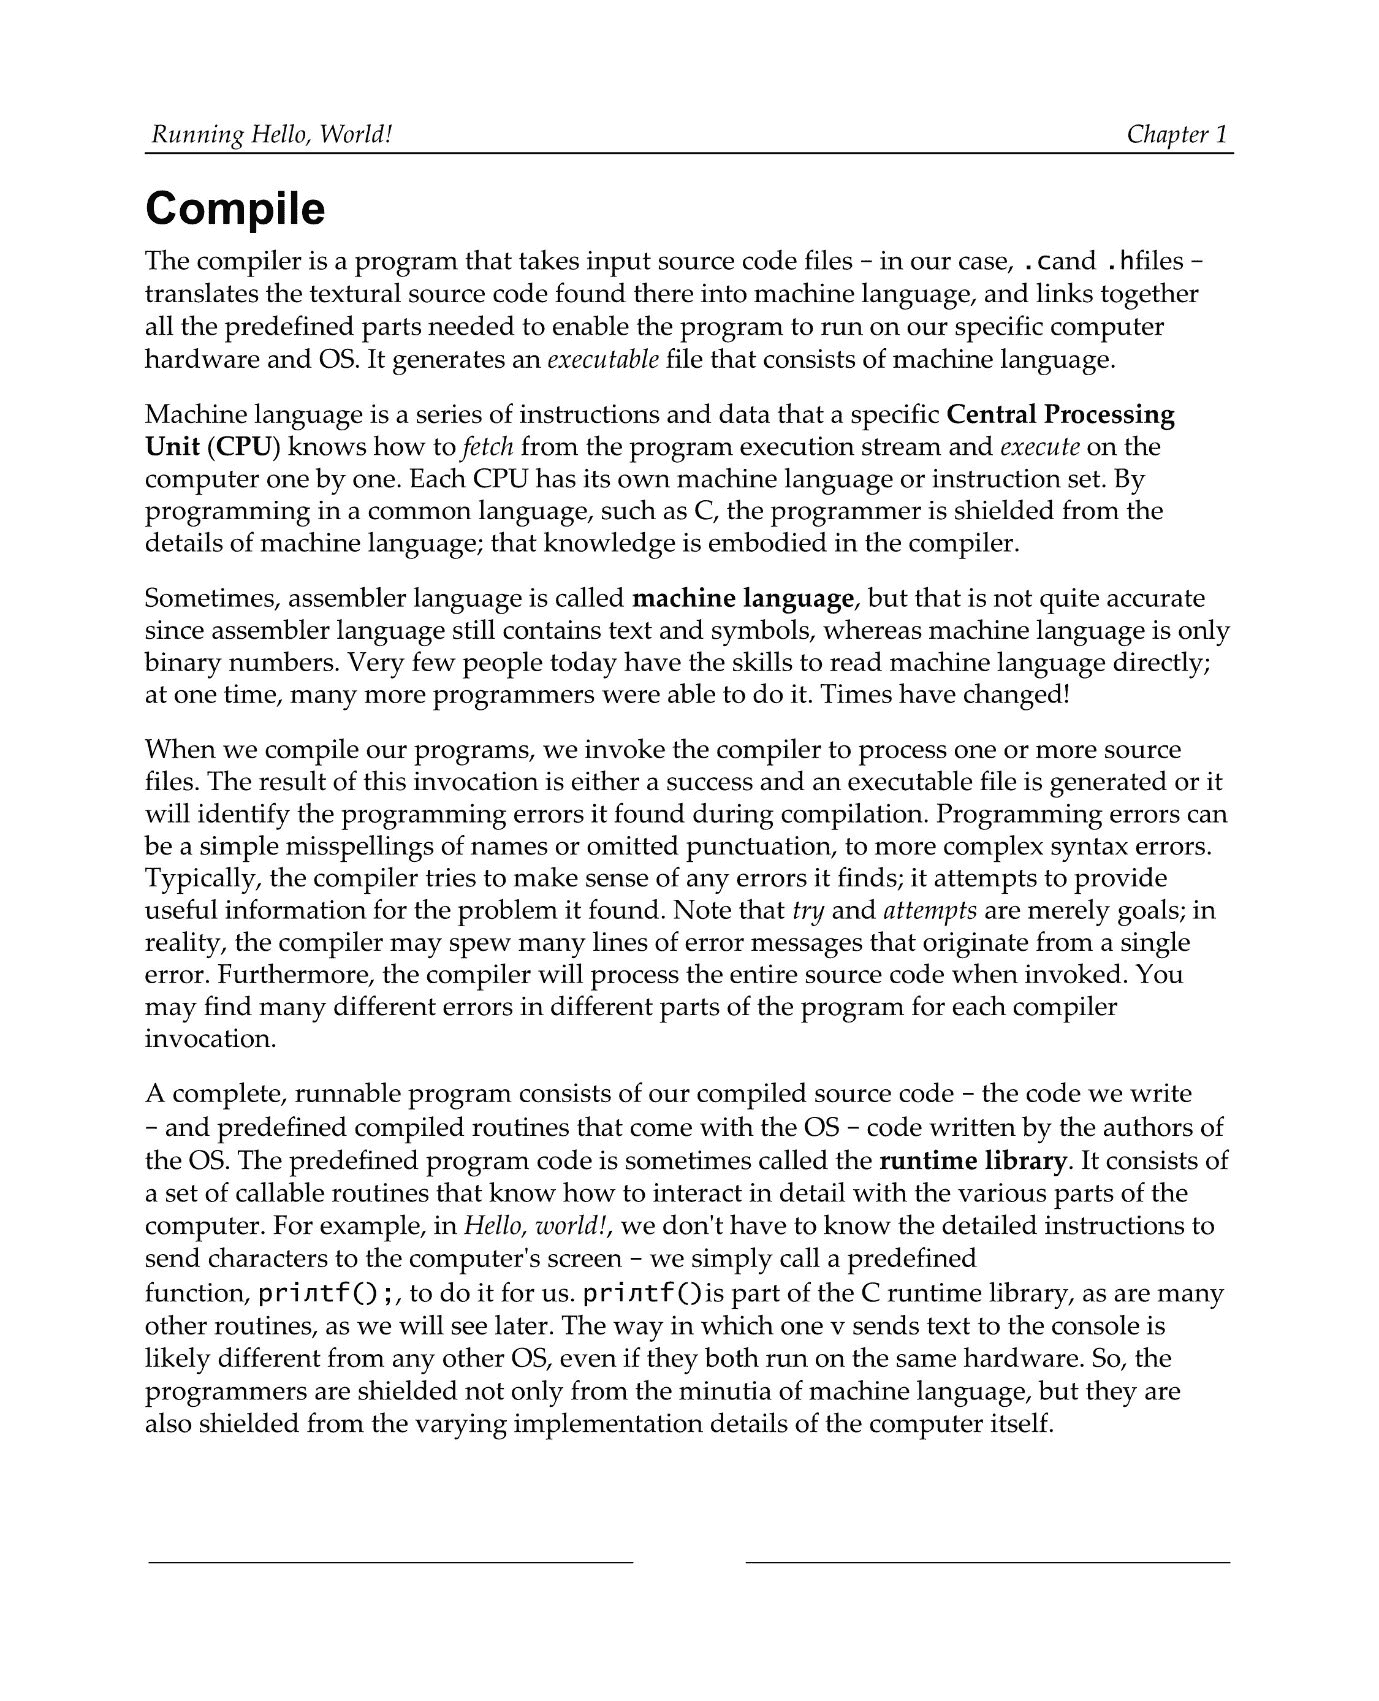 Running Hello, World! Chapter 1
Compile
The compiler is a program that takes input source code files – in our case, .cand .hfiles –
translates the textural source code found there into machine language, and links together
all the predefined parts needed to enable the program to run on our specific computer
hardware and OS. It generates an executable file that consists of machine language.
Machine language is a series of instructions and data that a specific Central Processing
Unit (CPU) knows how to fetch from the program execution stream and execute on the
computer one by one. Each CPU has its own machine language or instruction set. By
programming in a common language, such as C, the programmer is shielded from the
details of machine language; that knowledge is embodied in the compiler.
Sometimes, assembler language is called machine language, but that is not quite accurate
since assembler language still contains text and symbols, whereas machine language is only
binary numbers. Very few people today have the skills to read machine language directly;
at one time, many more programmers were able to do it. Times have changed!
When we compile our programs, we invoke the compiler to process one or more source
files. The result of this invocation is either a success and an executable file is generated or it
will identify the programming errors it found during compilation. Programming errors can
be a simple misspellings of names or omitted punctuation, to more complex syntax errors.
Typically, the compiler tries to make sense of any errors it finds; it attempts to provide
useful information for the problem it found. Note that try and attempts are merely goals; in
reality, the compiler may spew many lines of error messages that originate from a single
error. Furthermore, the compiler will process the entire source code when invoked. You
may find many different errors in different parts of the program for each compiler
invocation.
A complete, runnable program consists of our compiled source code – the code we write
– and predefined compiled routines that come with the OS – code written by the authors of
the OS. The predefined program code is sometimes called the runtime library. It consists of
a set of callable routines that know how to interact in detail with the various parts of the
computer. For example, in Hello, world!, we don't have to know the detailed instructions to
send characters to the computer's screen – we simply call a predefined
function, printf();, to do it for us. printf()is part of the C runtime library, as are many
other routines, as we will see later. The way in which one v sends text to the console is
likely different from any other OS, even if they both run on the same hardware. So, the
programmers are shielded not only from the minutia of machine language, but they are
also shielded from the varying implementation details of the computer itself.